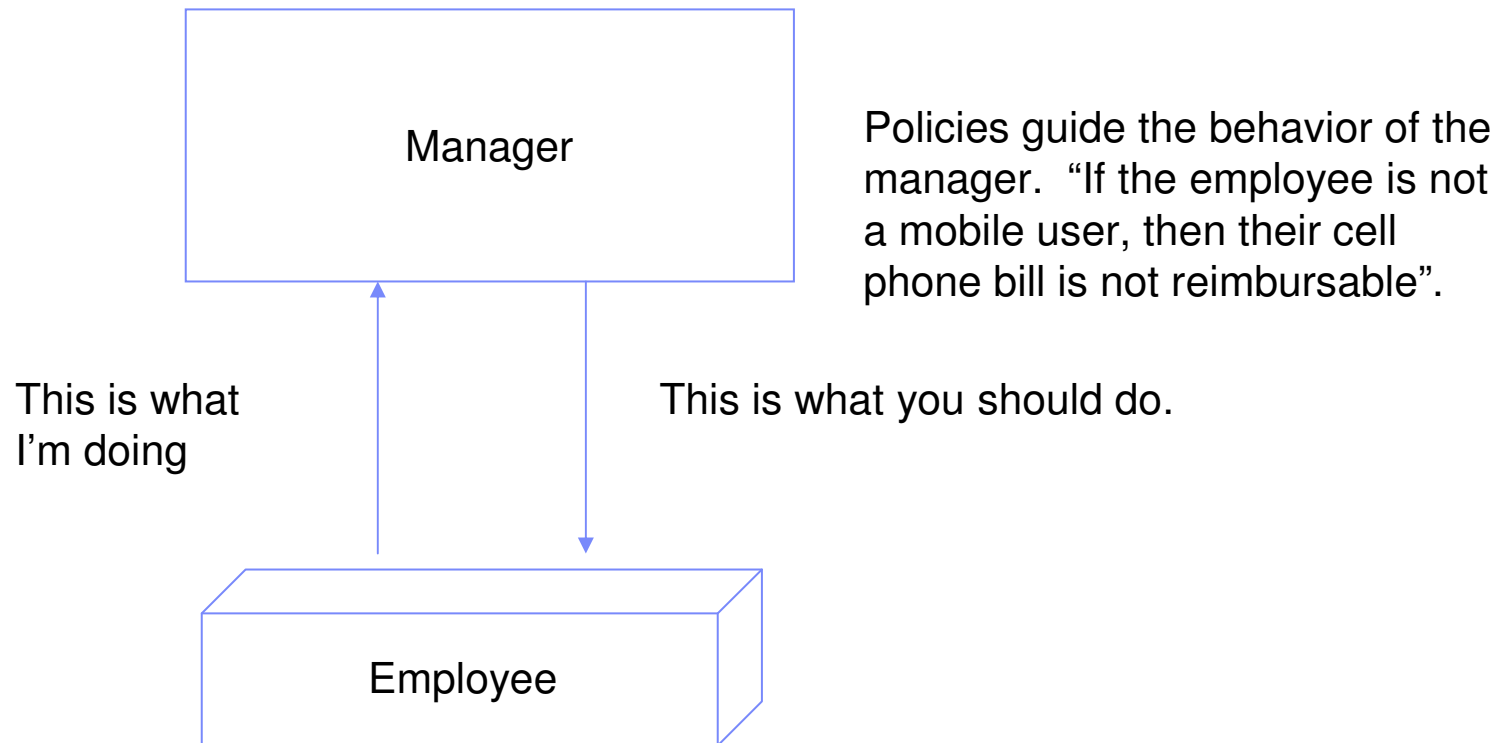 Manager
Policies guide the behavior of the
manager.  “If the employee is not
a mobile user, then their cell
phone bill is not reimbursable”.
This is what
I’m doing
This is what you should do.
Employee